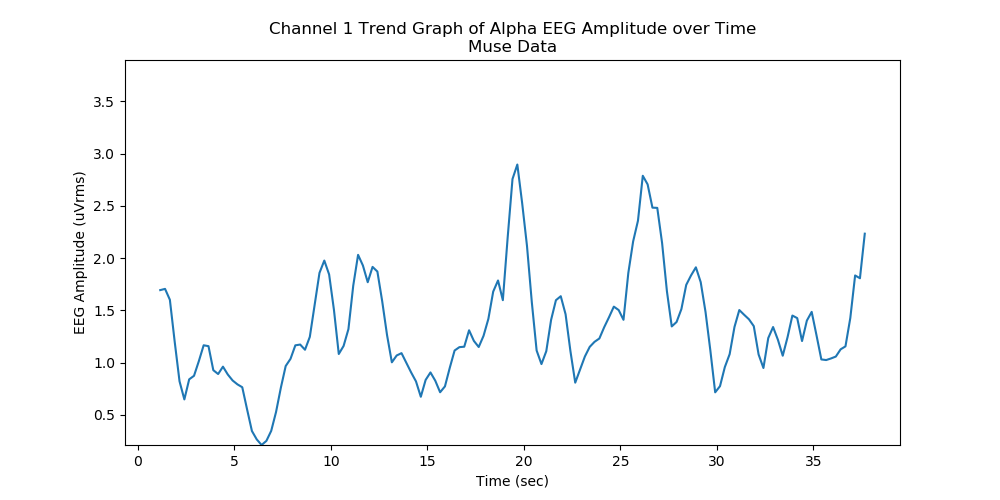 Channel 1 Trend Graph of Alpha EEG Amplitude over Time
Muse Data
EEG Amplitude (uVrms)
3.5
3.0
2.5
2.0
1.5
1.0
0.5
0 5 10 15 20 25 30 35
Time (sec)